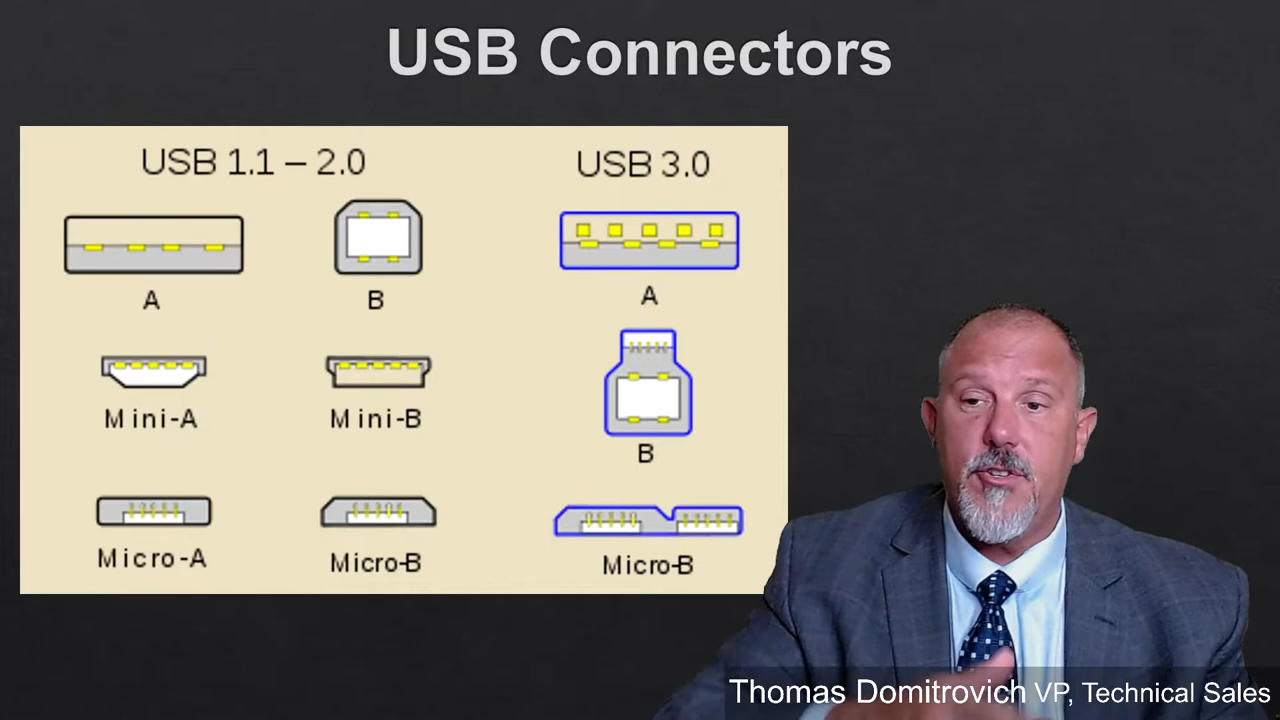 USB Connectors
USB 1.1 – 2.0
USB 3.0
A
B
A
Mini-A
Mini-B
B
Micro-A
Micro-B
Micro-B
Thomas Domitrovich VP, Technical Sales